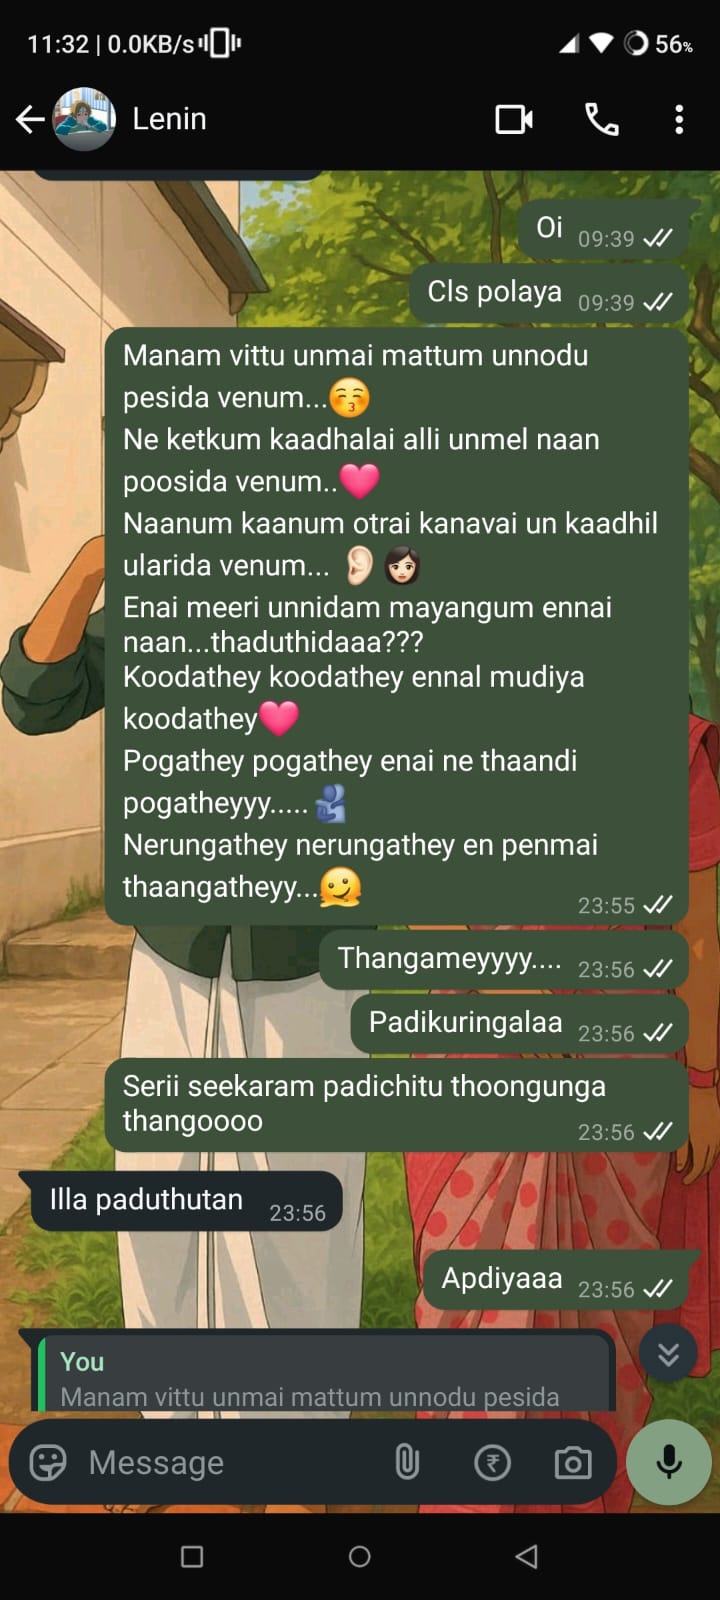 11:32 | 0.0KB/s 56%
Lenin
Oi 09:39
Cls polaya 09:39
Manam vittu unmai mattum unnodu
pesida venum...😚
Ne ketkum kaadhalai alli unmel naan
poosida venum..🩷
Naanum kaanum otrai kanavai un kaadhil
ularida venum... 👂🏻👩🏻
Enai meeri unnidam mayangum ennai
naan...thaduthidaaa???
Koodathey koodathey ennal mudiya
koodathey🩷
Pogathey pogathey enai ne thaandi
pogatheyyy.....🫂
Nerungathey nerungathey en penmai
thaangatheyy...🫠
23:55
Thangameyyyy.... 23:56
Padikuringalaa 23:56
Serii seekaram padichitu thoongunga
thangoooo
23:56
Illa paduthutan 23:56
Apdiyaaa 23:56
You
Manam vittu unmai mattum unnodu pesida
Message